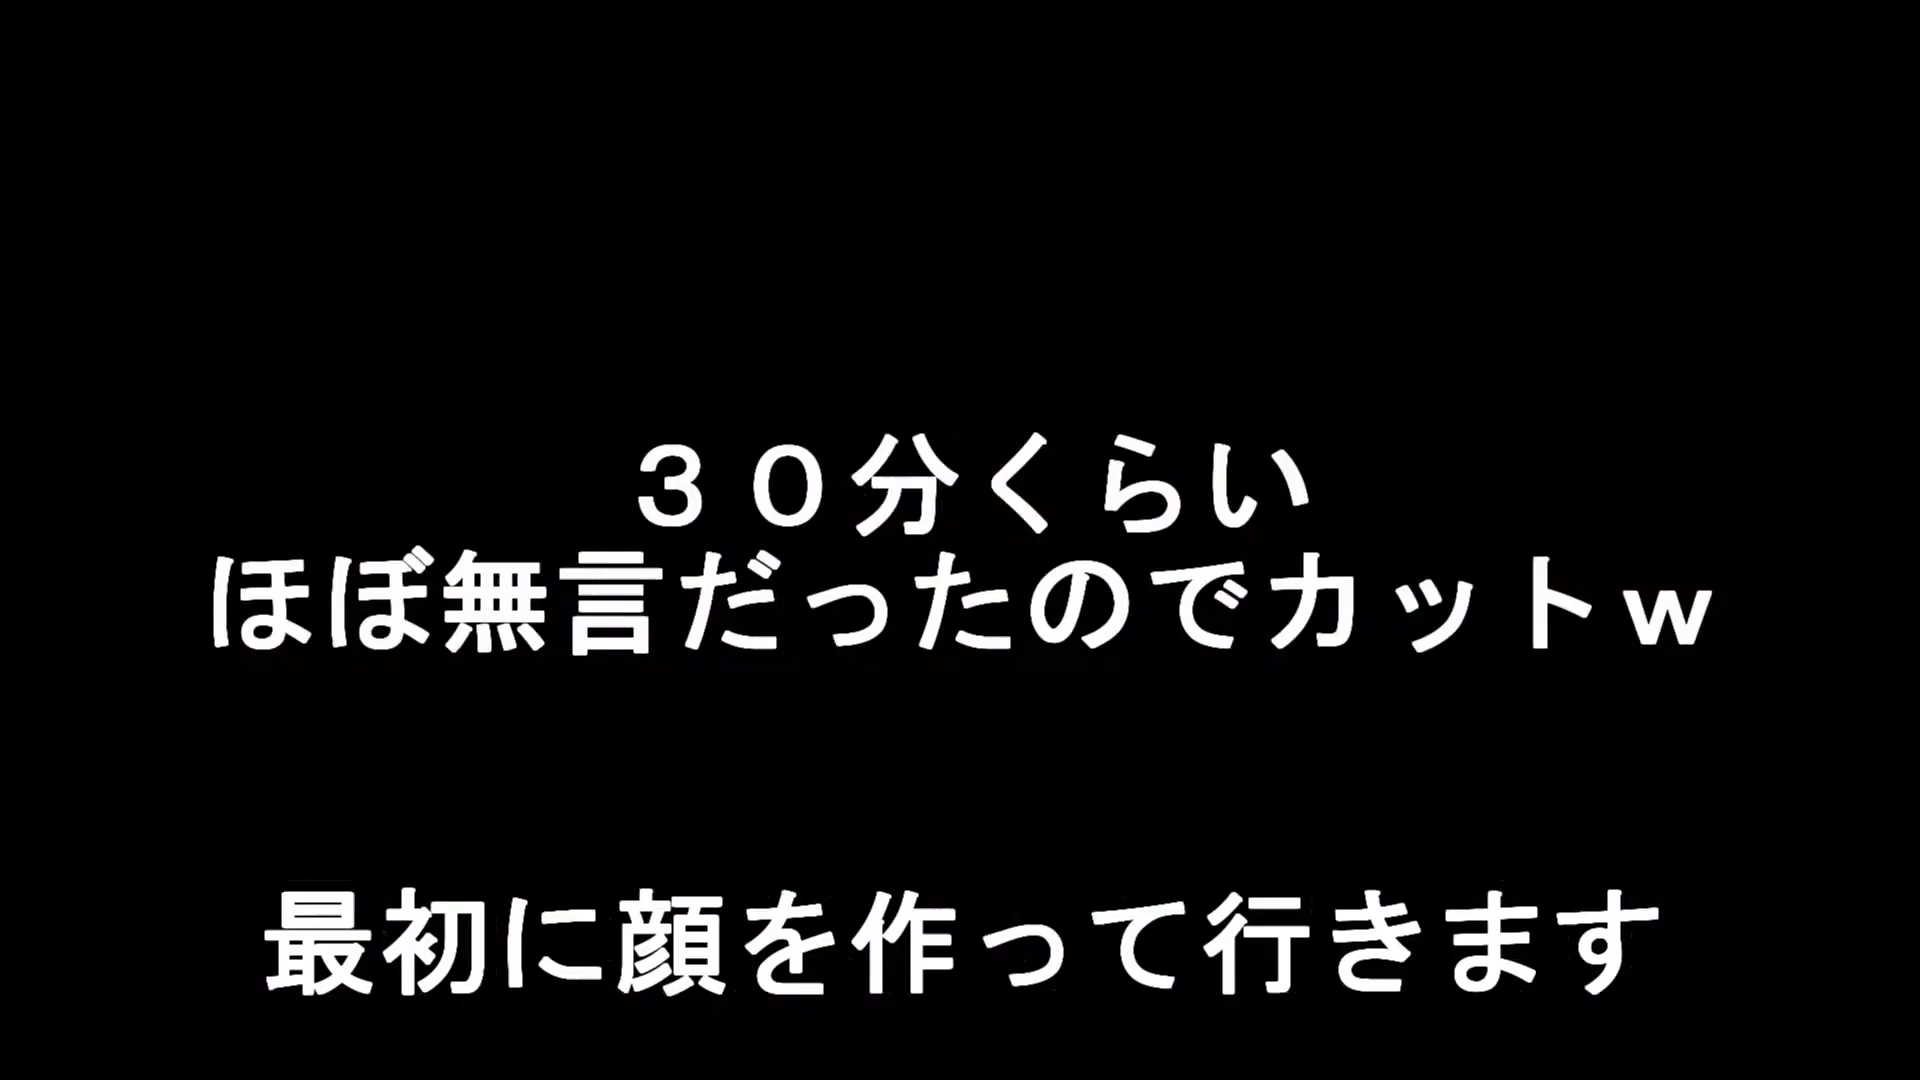 ３０分くらい
ほぼ無言だったのでカットｗ
最初に顔を作って行きます